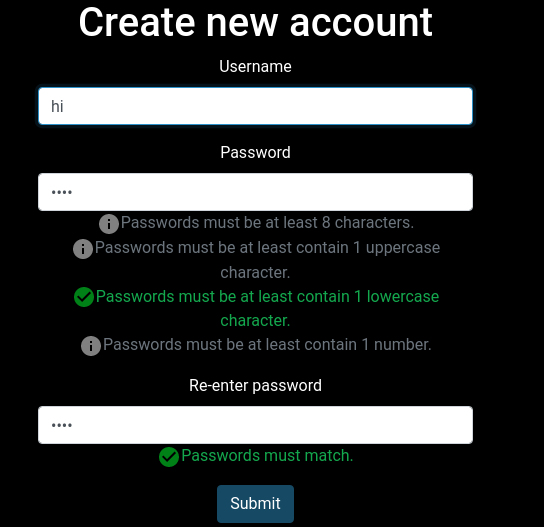 Create new account
Username
hi
Password
••••
Passwords must be at least 8 characters.
Passwords must be at least contain 1 uppercase
character.
Passwords must be at least contain 1 lowercase
character.
Passwords must be at least contain 1 number.
Re-enter password
••••
Passwords must match.
Submit